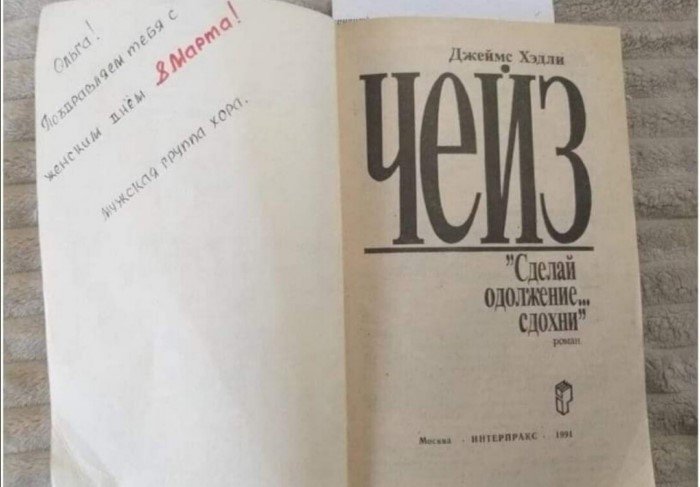 Ольга!
Поздравляем тебя с
женским днём 8 Марта!
мужская группа хора.
Джеймс Хэдли
ЧЕЙЗ
"Сделай
одолжение...
сдохни"
роман
Москва · ИНТЕРПРАКС · 1991